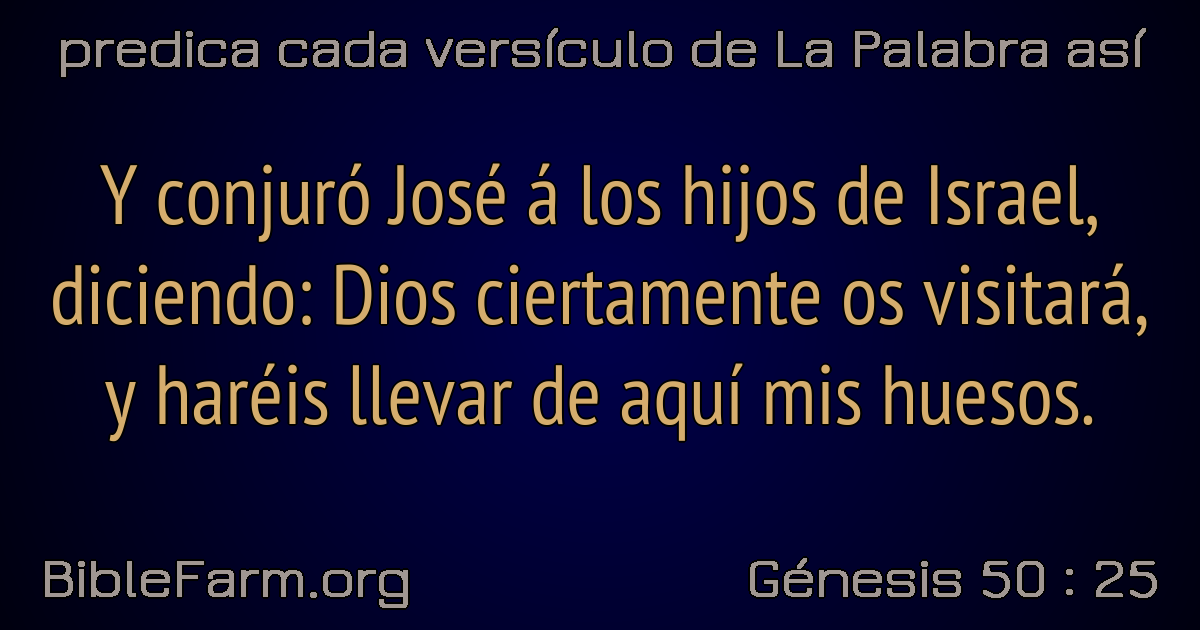 predica cada versículo de La Palabra así
Y conjuró José á los hijos de Israel,
diciendo: Dios ciertamente os visitará,
y haréis llevar de aquí mis huesos.
BibleFarm.org
Génesis 50 : 25